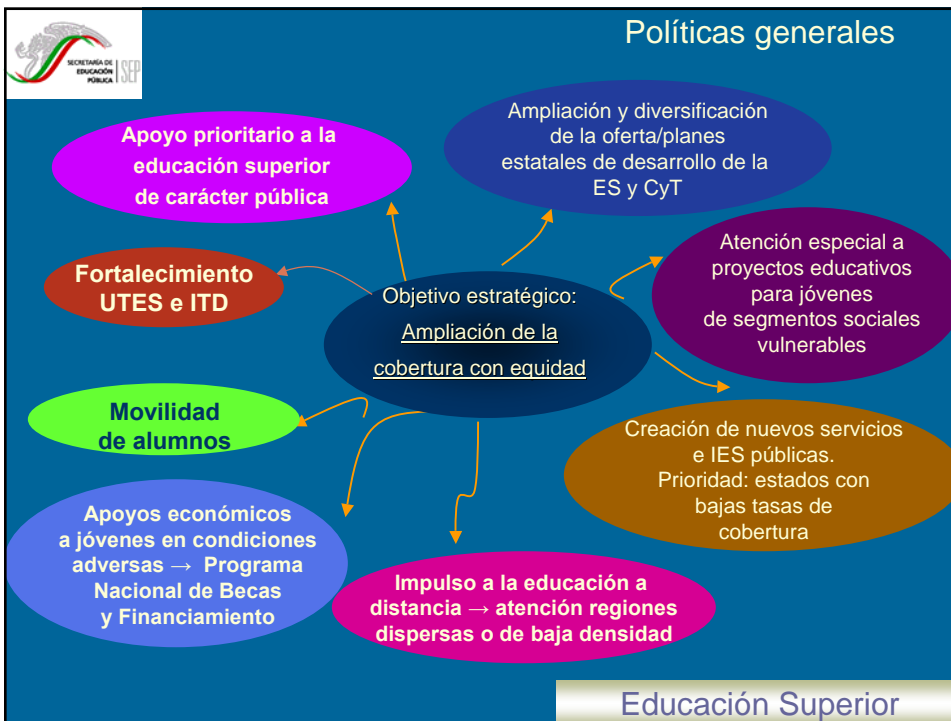 SECRETARÍA DE
EDUCACIÓN
PÚBLICA
SEP
Políticas generales
Apoyo prioritario a la
educación superior
de carácter pública
Ampliación y diversificación
de la oferta/planes
estatales de desarrollo de la
ES y CyT
Atención especial a
proyectos educativos
para jóvenes
de segmentos sociales
vulnerables
Fortalecimiento
UTES e ITD
Objetivo estratégico:
Ampliación de la
cobertura con equidad
Movilidad
de alumnos
Creación de nuevos servicios
e IES públicas.
Prioridad: estados con
bajas tasas de
cobertura
Apoyos económicos
a jóvenes en condiciones
adversas → Programa
Nacional de Becas
y Financiamiento
Impulso a la educación a
distancia → atención regiones
dispersas o de baja densidad
Educación Superior